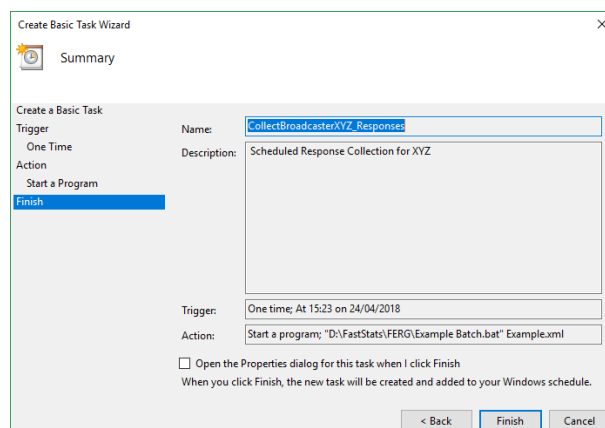 Create Basic Task Wizard
Summary
Create a Basic Task
Trigger
One Time
Action
Start a Program
Finish
Name: CollectBroadcasterXYZ_Responses
Description: Scheduled Response Collection for XYZ
Trigger: One time; At 15:23 on 24/04/2018
Action: Start a program; "D:\FastStats\FERG\Example Batch.bat" Example.xml
Open the Properties dialog for this task when I click Finish
When you click Finish, the new task will be created and added to your Windows schedule.
< Back Finish Cancel